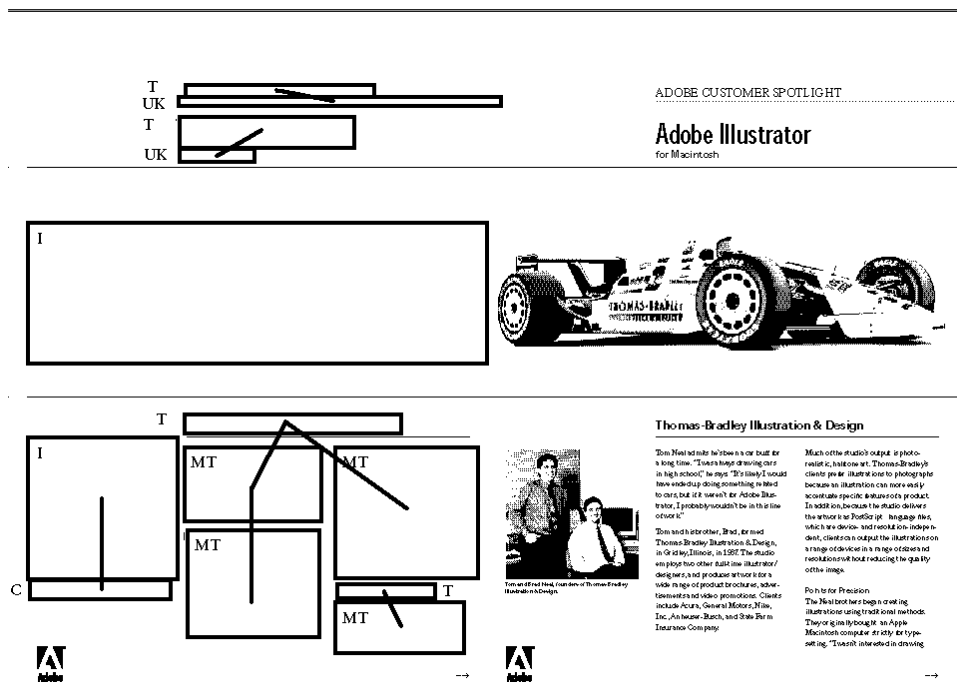 T
UK
T
UK
I
T
I
MT
MT
MT
C
T
MT
Adobe
-->
ADOBE CUSTOMER SPOTLIGHT
Adobe Illustrator
for Macintosh
THOMAS-BRADLEY
Thomas-Bradley Illustration & Design
Tom Neal admits he's been a car buff for
a long time. "I was always drawing cars
in high school," he says. "It's likely I would
have ended up doing something related
to cars, but if it weren't for Adobe Illus-
trator, I probably wouldn't be in this line
of work."
Tom and his brother, Brad, formed
Thomas-Bradley Illustration & Design,
in Gridley, Illinois, in 1987. The studio
employs two other full-time illustrator/
designers, and produces artwork for a
wide range of product brochures, adver-
tisements and video promotions. Clients
include Acura, General Motors, Nike,
Inc., Anheuser-Busch, and State Farm
Insurance Company.
Much of the studio's output is photo-
realistic, halftone art. Thomas-Bradley's
clients prefer illustrations to photographs
because an illustration can more easily
accentuate specific features of a product.
In addition, because the studio delivers
the artwork as PostScript language files,
which are device- and resolution-indepen-
dent, clients can output the illustrations on
a range of devices in a range of sizes and
resolutions without reducing the quality
of the image.
Points for Precision
The Neal brothers began creating
illustrations using traditional methods.
They originally bought an Apple
Macintosh computer strictly for type-
setting. "I wasn't interested in drawing
Tom and Brad Neal, founders of Thomas-Bradley
Illustration & Design.
Adobe
-->